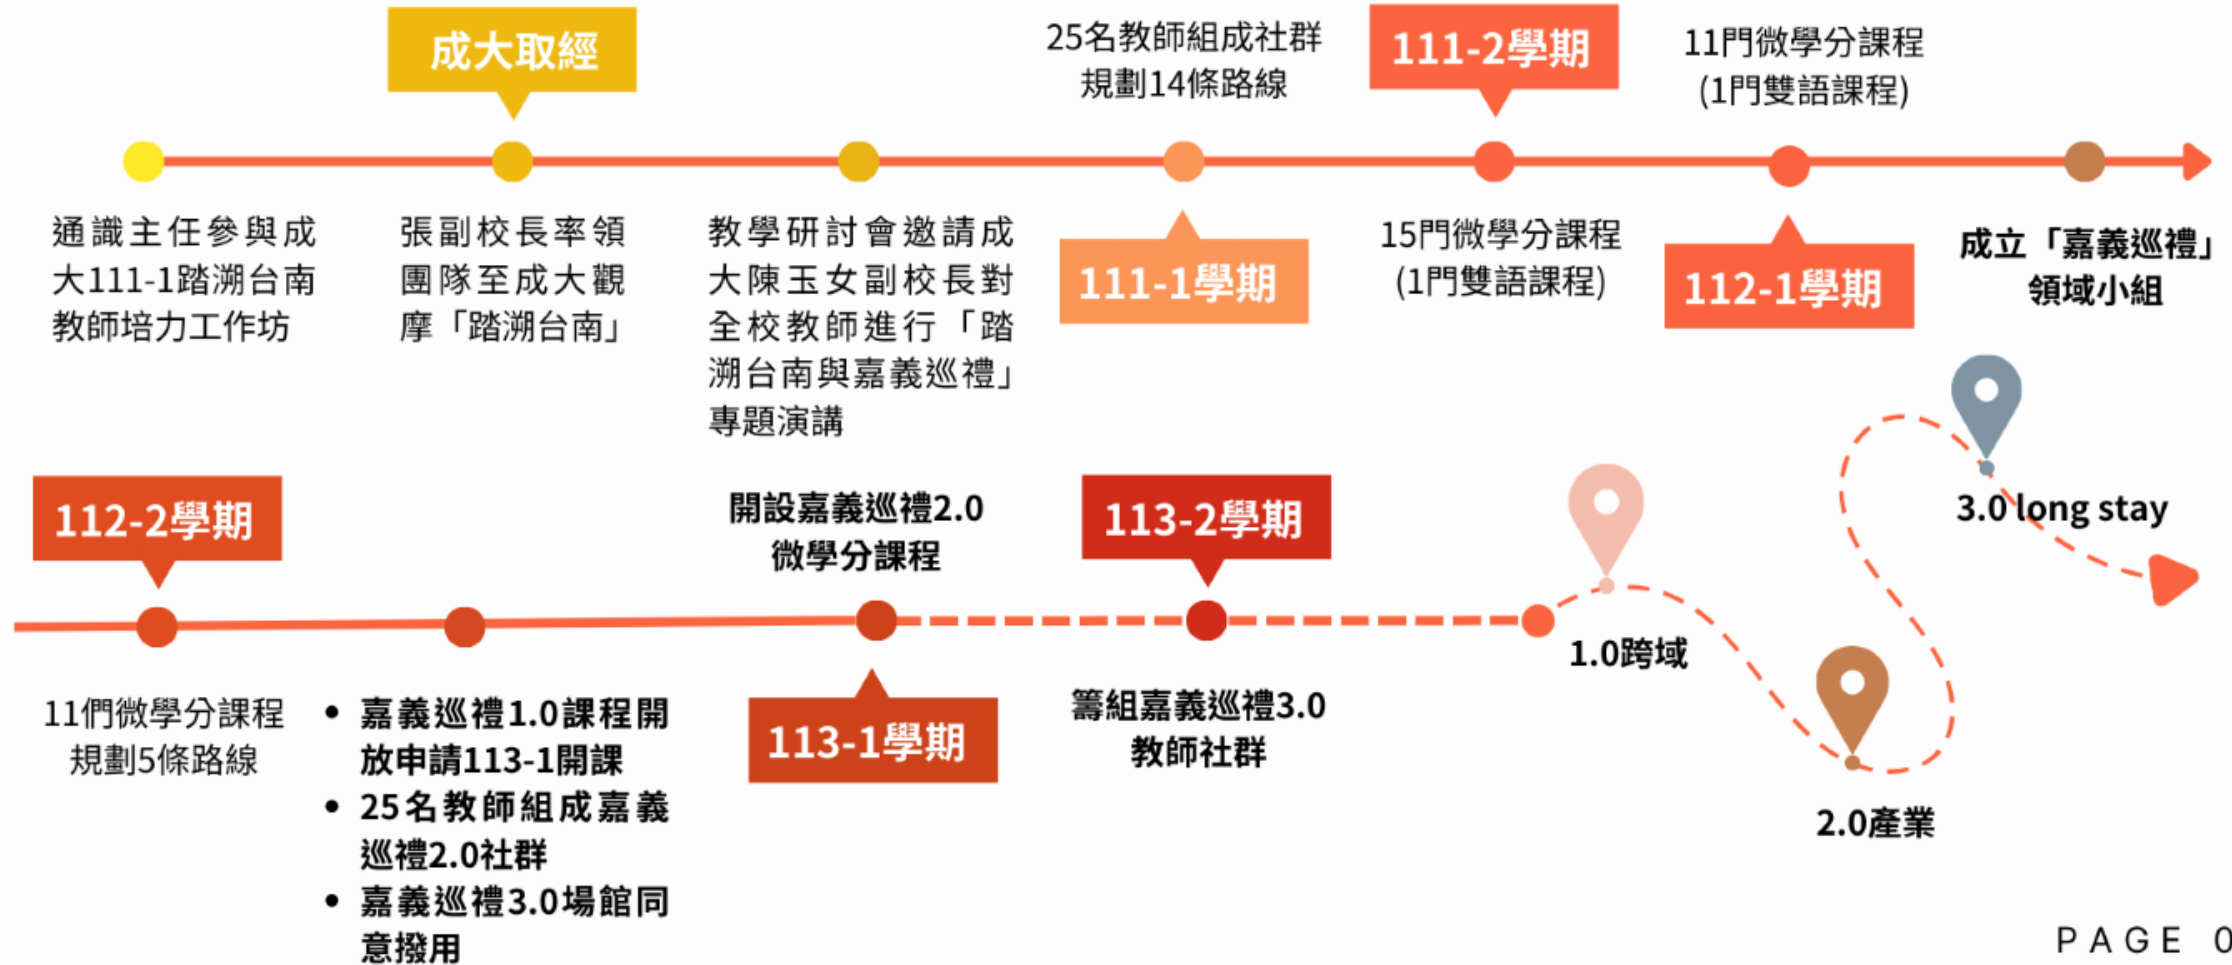 成大取經
25名教師組成社群
規劃14條路線
111-2學期
11門微學分課程
(1門雙語課程)
通識主任參與成
大111-1踏溯台南
教師培力工作坊
張副校長率領
團隊至成大觀
摩「踏溯台南」
教學研討會邀請成
大陳玉女副校長對
全校教師進行「踏
溯台南與嘉義巡禮」
專題演講
111-1學期
15門微學分課程
(1門雙語課程)
112-1學期
成立「嘉義巡禮」
領域小組
112-2學期
11們微學分課程
規劃5條路線
• 嘉義巡禮1.0課程開
放申請113-1開課
• 25名教師組成嘉義
巡禮2.0社群
• 嘉義巡禮3.0場館同
意撥用
開設嘉義巡禮2.0
微學分課程
113-1學期
113-2學期
籌組嘉義巡禮3.0
教師社群
1.0跨域
2.0產業
3.0 long stay
PAGE 0